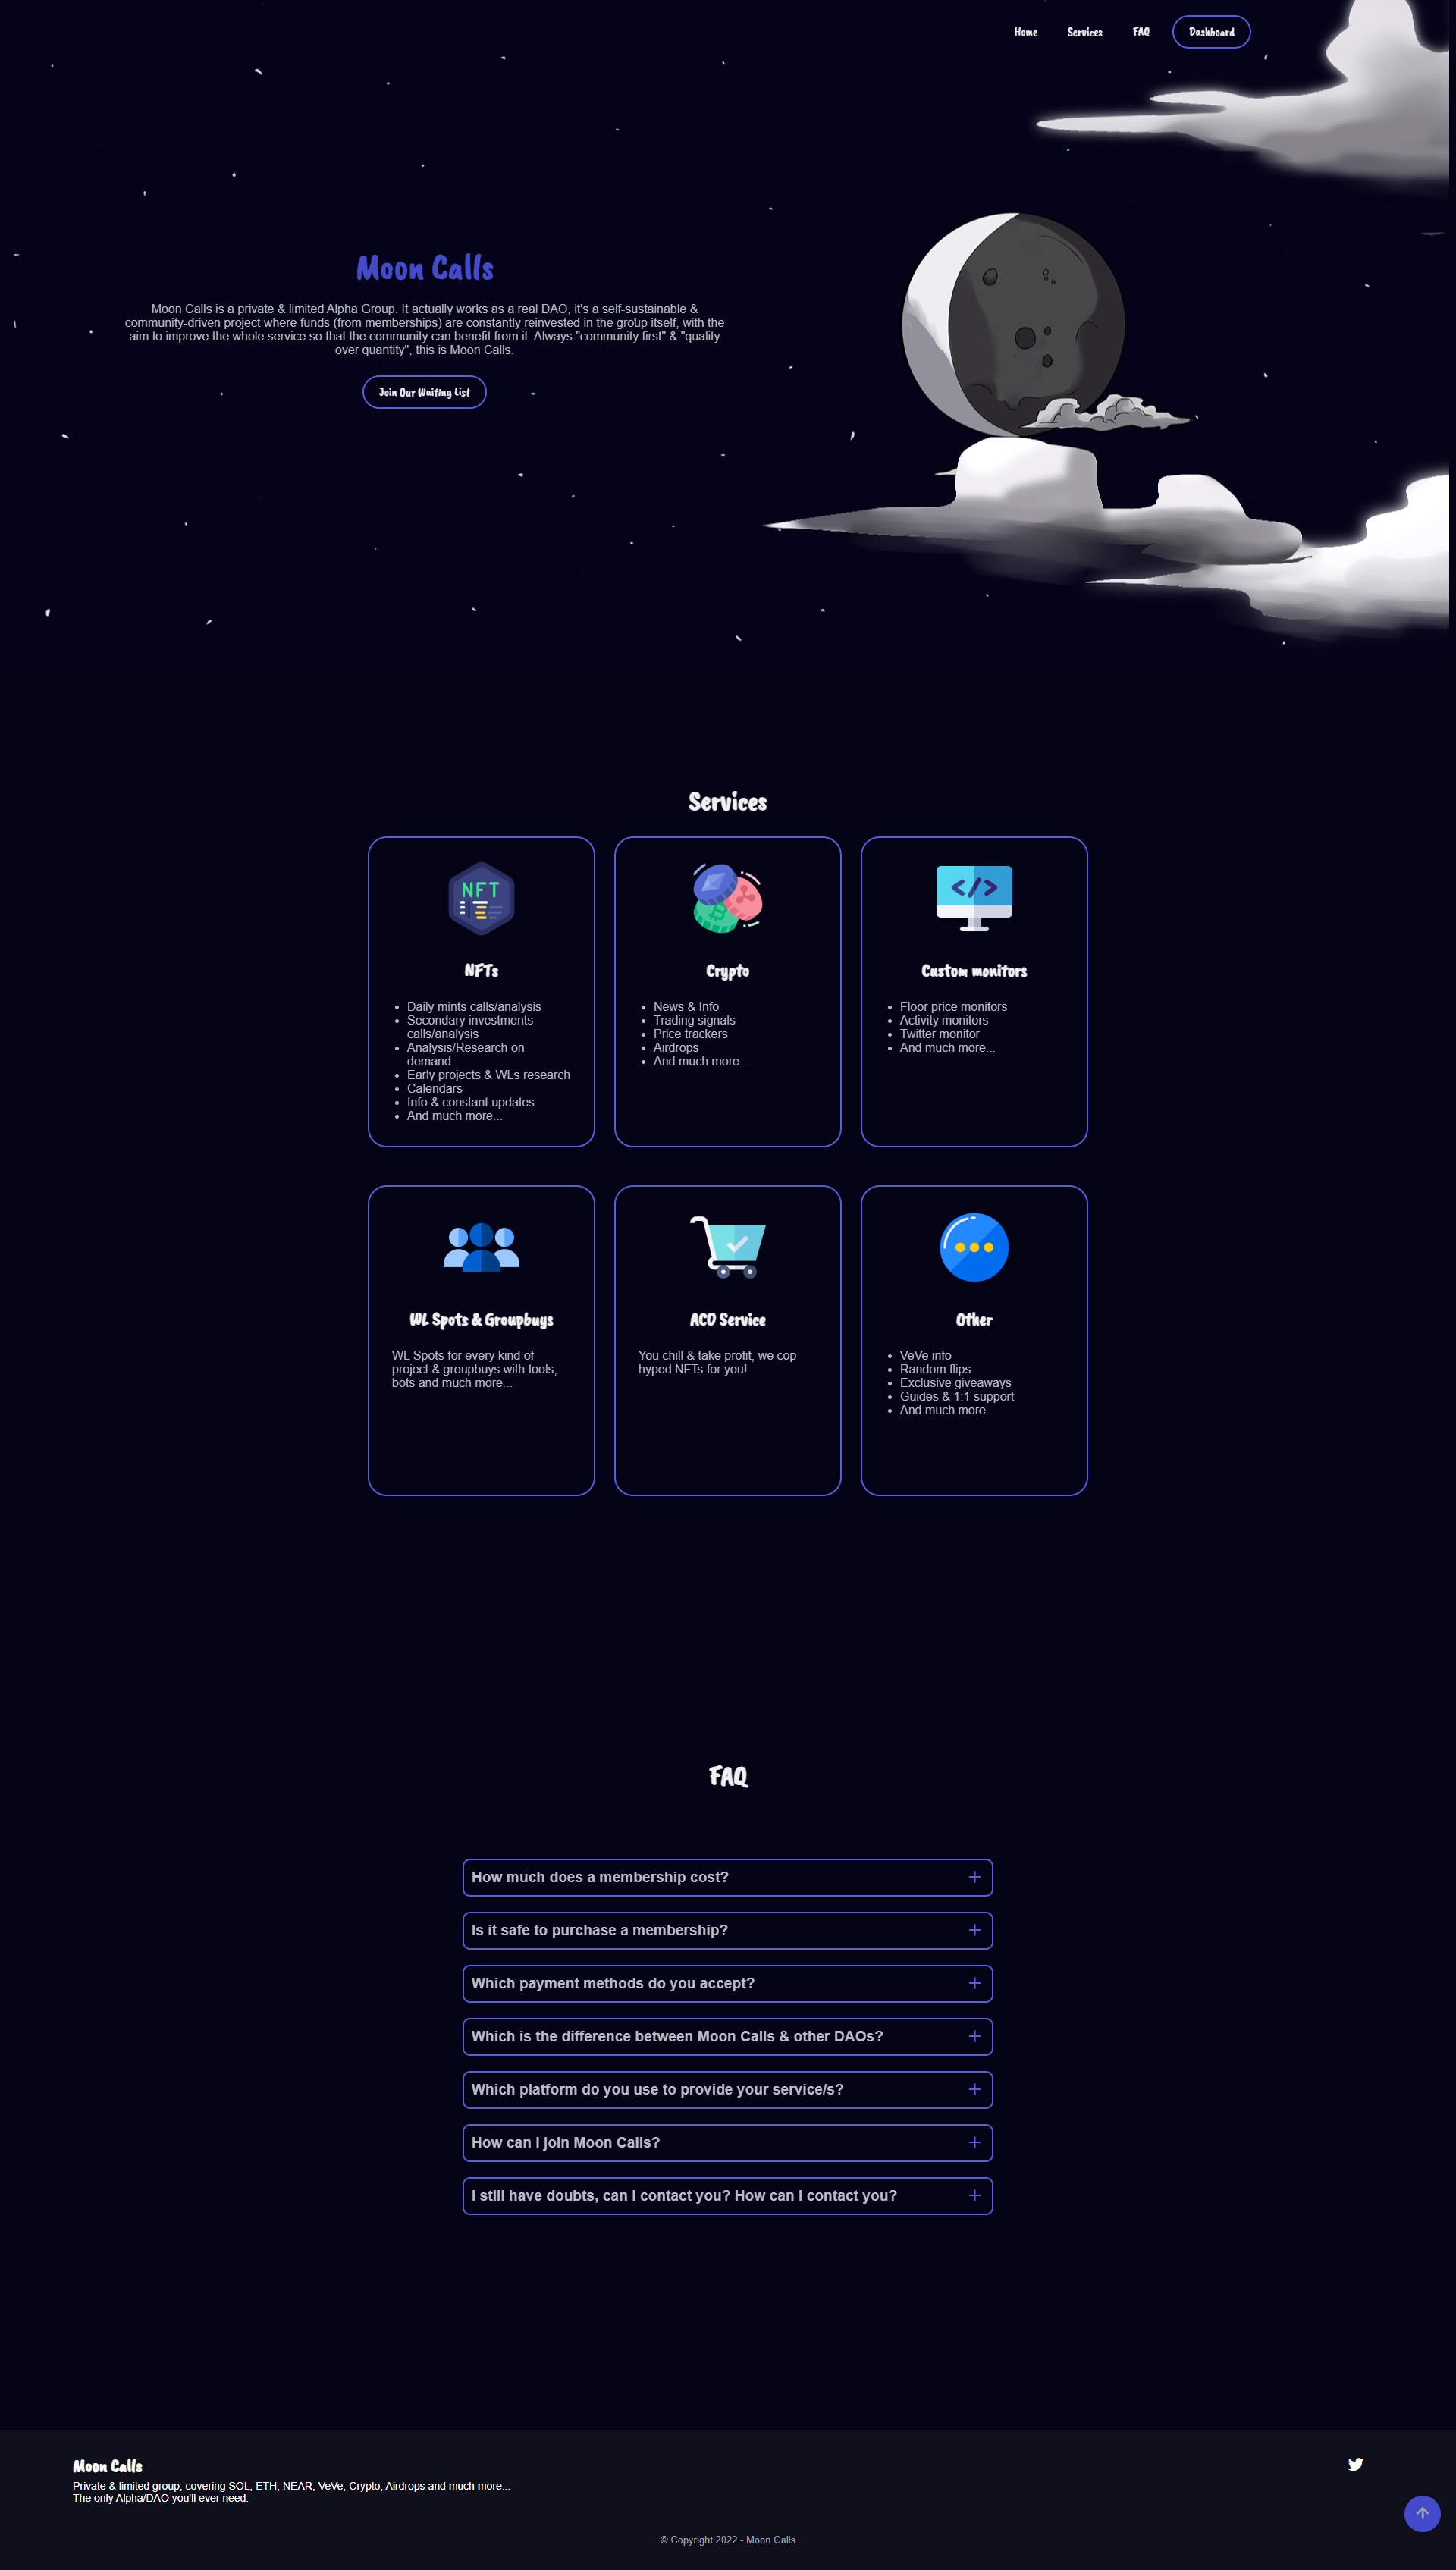 Home
Services
FAQ
Dashboard
Moon Calls
Moon Calls is a private & limited Alpha Group. It actually works as a real DAO, it's a self-sustainable &
community-driven project where funds (from memberships) are constantly reinvested in the group itself, with the
aim to improve the whole service so that the community can benefit from it. Always "community first" & "quality
over quantity", this is Moon Calls.
Join Our Waiting List
Services
NFT
NFTs
• Daily mints calls/analysis
• Secondary investments
calls/analysis
• Analysis/Research on
demand
• Early projects & WLs research
• Calendars
• Info & constant updates
• And much more...
Crypto
• News & Info
• Trading signals
• Price trackers
• Airdrops
• And much more...
</>
Custom monitors
• Floor price monitors
• Activity monitors
• Twitter monitor
• And much more...
WL Spots & Groupbuys
WL Spots for every kind of
project & groupbuys with tools,
bots and much more...
ACO Service
You chill & take profit, we cop
hyped NFTs for you!
Other
• VeVe info
• Random flips
• Exclusive giveaways
• Guides & 1:1 support
• And much more...
FAQ
How much does a membership cost? +
Is it safe to purchase a membership? +
Which payment methods do you accept? +
Which is the difference between Moon Calls & other DAOs? +
Which platform do you use to provide your service/s? +
How can I join Moon Calls? +
I still have doubts, can I contact you? How can I contact you? +
Moon Calls
Private & limited group, covering SOL, ETH, NEAR, VeVe, Crypto, Airdrops and much more...
The only Alpha/DAO you'll ever need.
© Copyright 2022 - Moon Calls